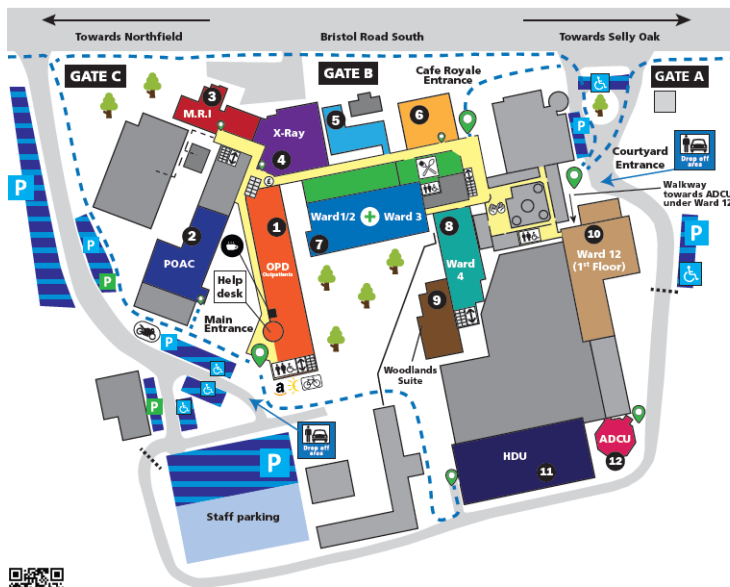 Towards Northfield
Bristol Road South
Towards Selly Oak
GATE C
GATE B
GATE A
Cafe Royale
Entrance
3
M.R.I
X-Ray
4
5
6
P
Courtyard
Entrance
Drop off
area
Walkway
towards ADCU
under Ward 12
£
P
2
POAC
1
OPD
Outpatients
Ward1/2
Ward 3
7
8
Ward
4
9
10
Ward 12
(1st Floor)
P
P
P
Help
desk
Main
Entrance
P
Woodlands
Suite
a
P
Drop off
area
P
Staff parking
HDU
11
ADCU
12